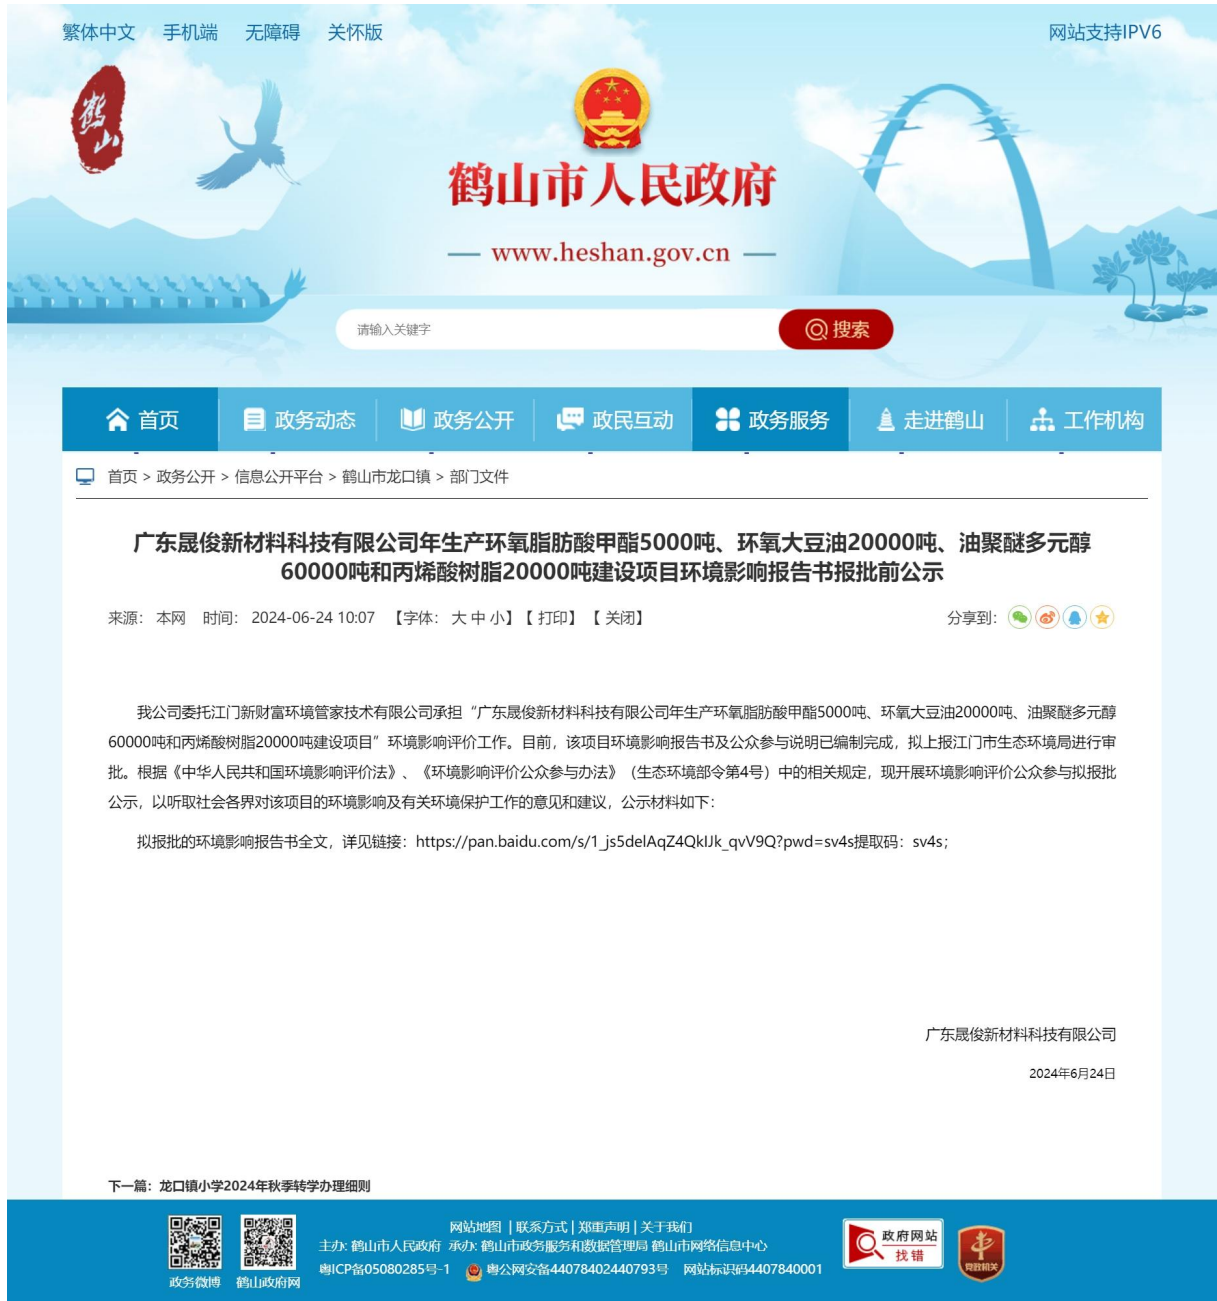 繁体中文 手机端 无障碍 关怀版 网站支持IPV6
鹤山
鹤山市人民政府
www.heshan.gov.cn
请输入关键字 搜索
首页 政务动态 政务公开 政民互动 政务服务 走进鹤山 工作机构
首页 > 政务公开 > 信息公开平台 > 鹤山市龙口镇 > 部门文件
广东晟俊新材料科技有限公司年生产环氧脂肪酸甲酯5000吨、环氧大豆油20000吨、油聚醚多元醇
60000吨和丙烯酸树脂20000吨建设项目环境影响报告书报批前公示
来源: 本网 时间: 2024-06-24 10:07 【字体: 大 中 小】【 打印】 【 关闭】 分享到:
我公司委托江门新财富环境管家技术有限公司承担“广东晟俊新材料科技有限公司年生产环氧脂肪酸甲酯5000吨、环氧大豆油20000吨、油聚醚多元醇
60000吨和丙烯酸树脂20000吨建设项目”环境影响评价工作。目前，该项目环境影响报告书及公众参与说明已编制完成，拟上报江门市生态环境局进行审
批。根据《中华人民共和国环境影响评价法》、《环境影响评价公众参与办法》（生态环境部令第4号）中的相关规定，现开展环境影响评价公众参与拟报批
公示，以听取社会各界对该项目的环境影响及有关环境保护工作的意见和建议，公示材料如下：
拟报批的环境影响报告书全文，详见链接：https://pan.baidu.com/s/1_js5delAqZ4QkIJk_qvV9Q?pwd=sv4s提取码：sv4s；
广东晟俊新材料科技有限公司
2024年6月24日
下一篇：龙口镇小学2024年秋季转学办理细则
网站地图 | 联系方式 | 郑重声明 | 关于我们
主办: 鹤山市人民政府 承办: 鹤山市政务服务和数据管理局 鹤山市网络信息中心
粤ICP备05080285号-1 粤公网安备44078402440793号 网站标识码4407840001
政务微博 鹤山政府网
政府网站
找错
党政机关